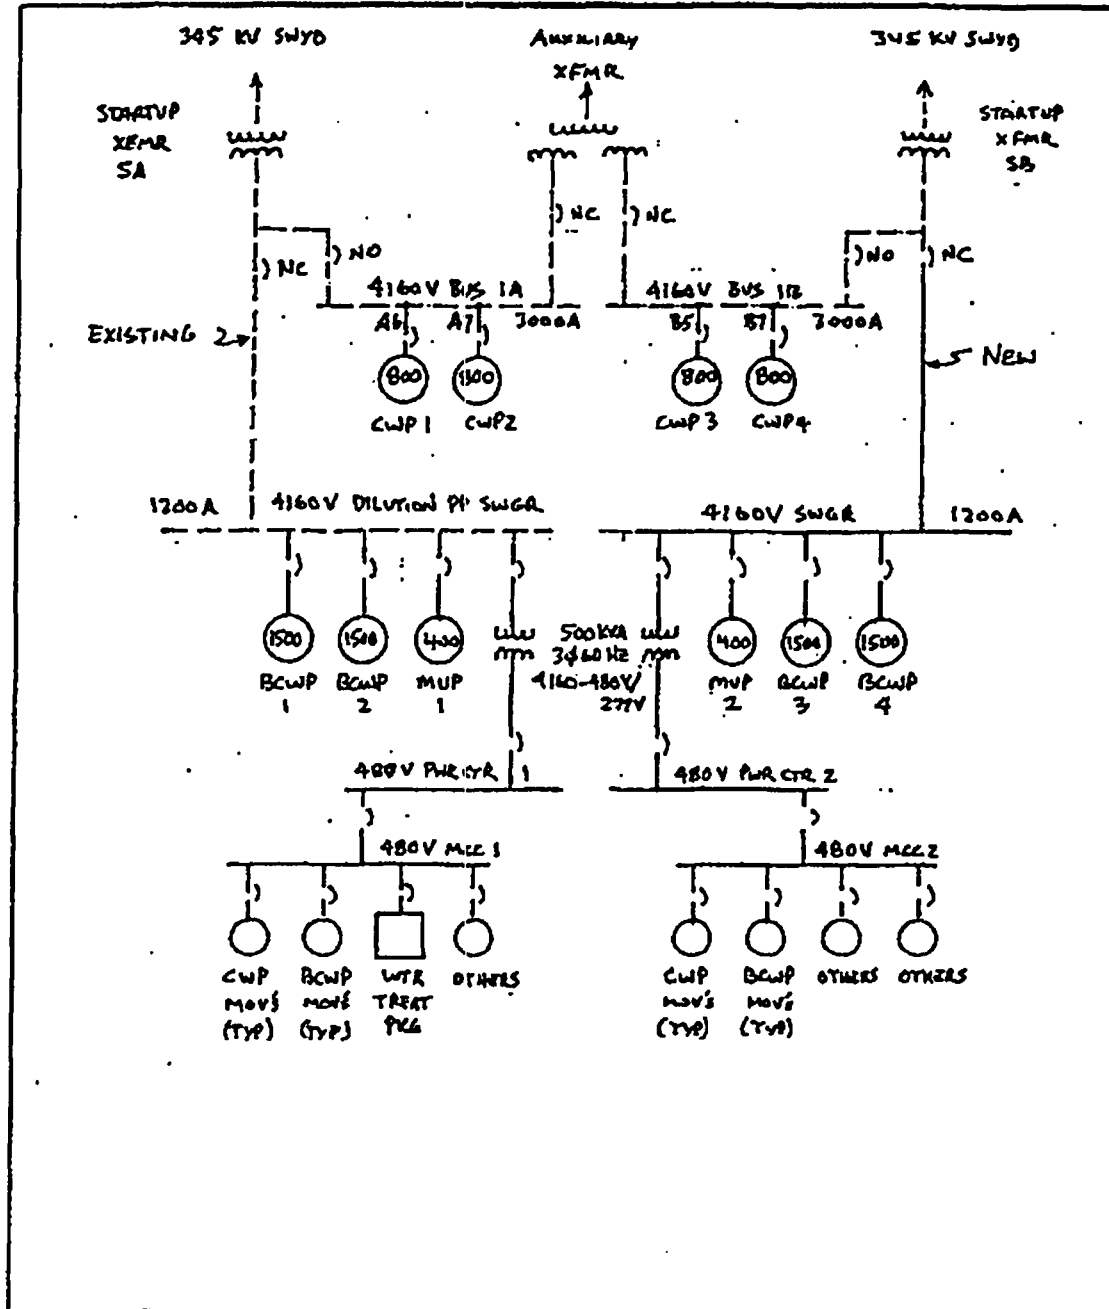 345 KV SWYD
AUXILIARY
XFMR
345 KV SWYD
STARTUP
XFMR
5A
STARTUP
XFMR
5B
NC
NC
NO
NC
NO
NC
4160V BUS 1A
4160V BUS 1B
A6
A7
3000A
B5
B7
3000A
EXISTING
NEW
800
800
800
CWP 1
CWP2
CWP 3
CWP4
1200A
4160V DILUTION PP SWGR
4160V SWGR
1200A
1500
1500
400
500KVA
3ϕ60HZ
4160-480V/
277V
400
1500
1500
BCWP
1
BCWP
2
MUP
1
MUP
2
BCWP
3
BCWP
4
480V PWR CTR 1
480V PWR CTR 2
480V MCC 1
480V MCC 2
CWP
MOV'S
(TYP)
BCWP
MOV'S
(TYP)
WTR
TREAT
PKG
OTHERS
CWP
MOV'S
(TYP)
BCWP
MOV'S
(TYP)
OTHERS
OTHERS